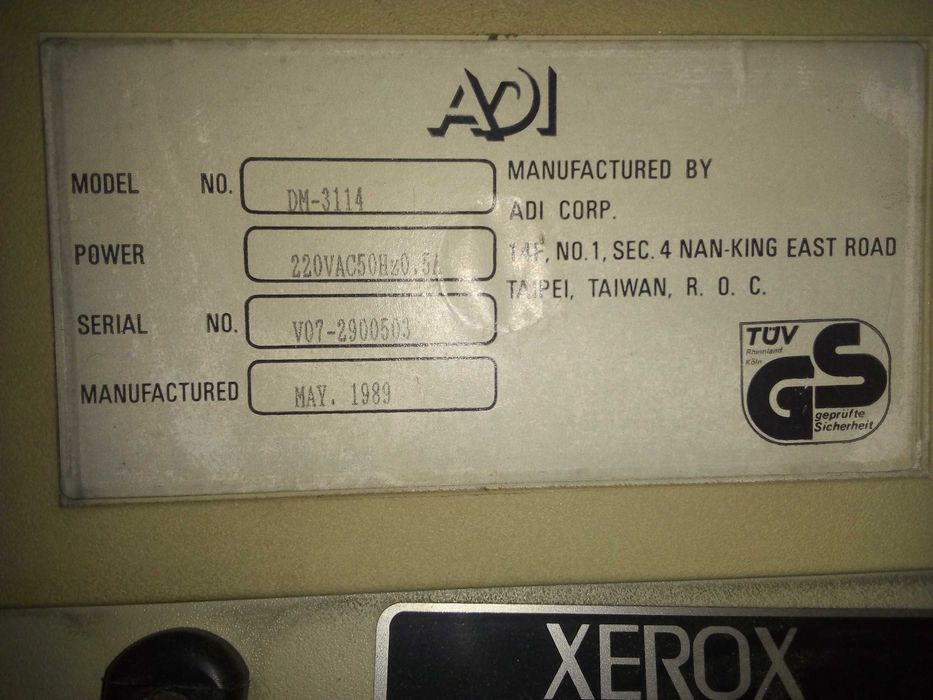 ADI
MODEL NO. DM-3114
POWER 220VAC50Hz0.5A
SERIAL NO. V07-2900503
MANUFACTURED MAY. 1989
MANUFACTURED BY
ADI CORP.
14F, NO.1, SEC.4 NAN-KING EAST ROAD
TAIPEI, TAIWAN, R. O. C.
TÜV
Rheinland
Köln
GS
geprüfte
Sicherheit
XEROX